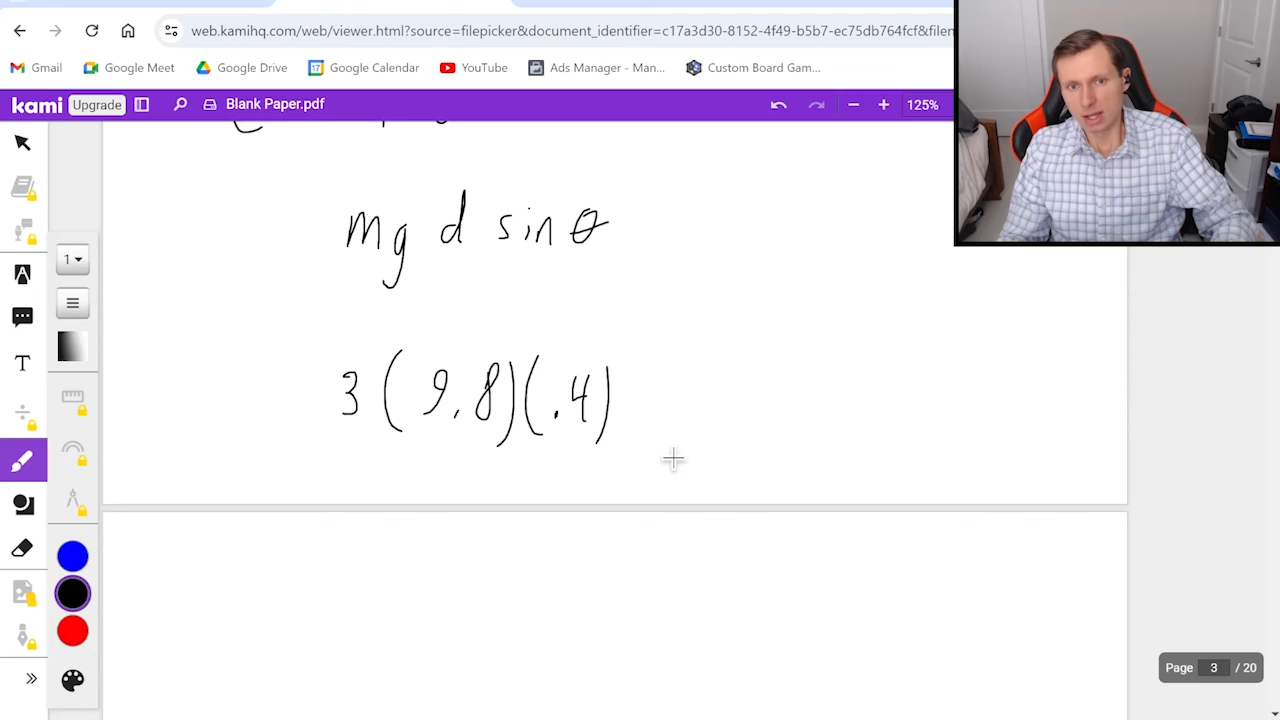 web.kamihq.com/web/viewer.html?source=filepicker&document_identifier=c17a3d30-8152-4f49-b5b7-ec75db764fcf&filen
Gmail Google Meet Google Drive 17 Google Calendar YouTube Ads Manager - Man... Custom Board Gam...
kami Upgrade Blank Paper.pdf 125%
mg d sin θ
1
3 ( 9.8)(.4)
Page 3 / 20